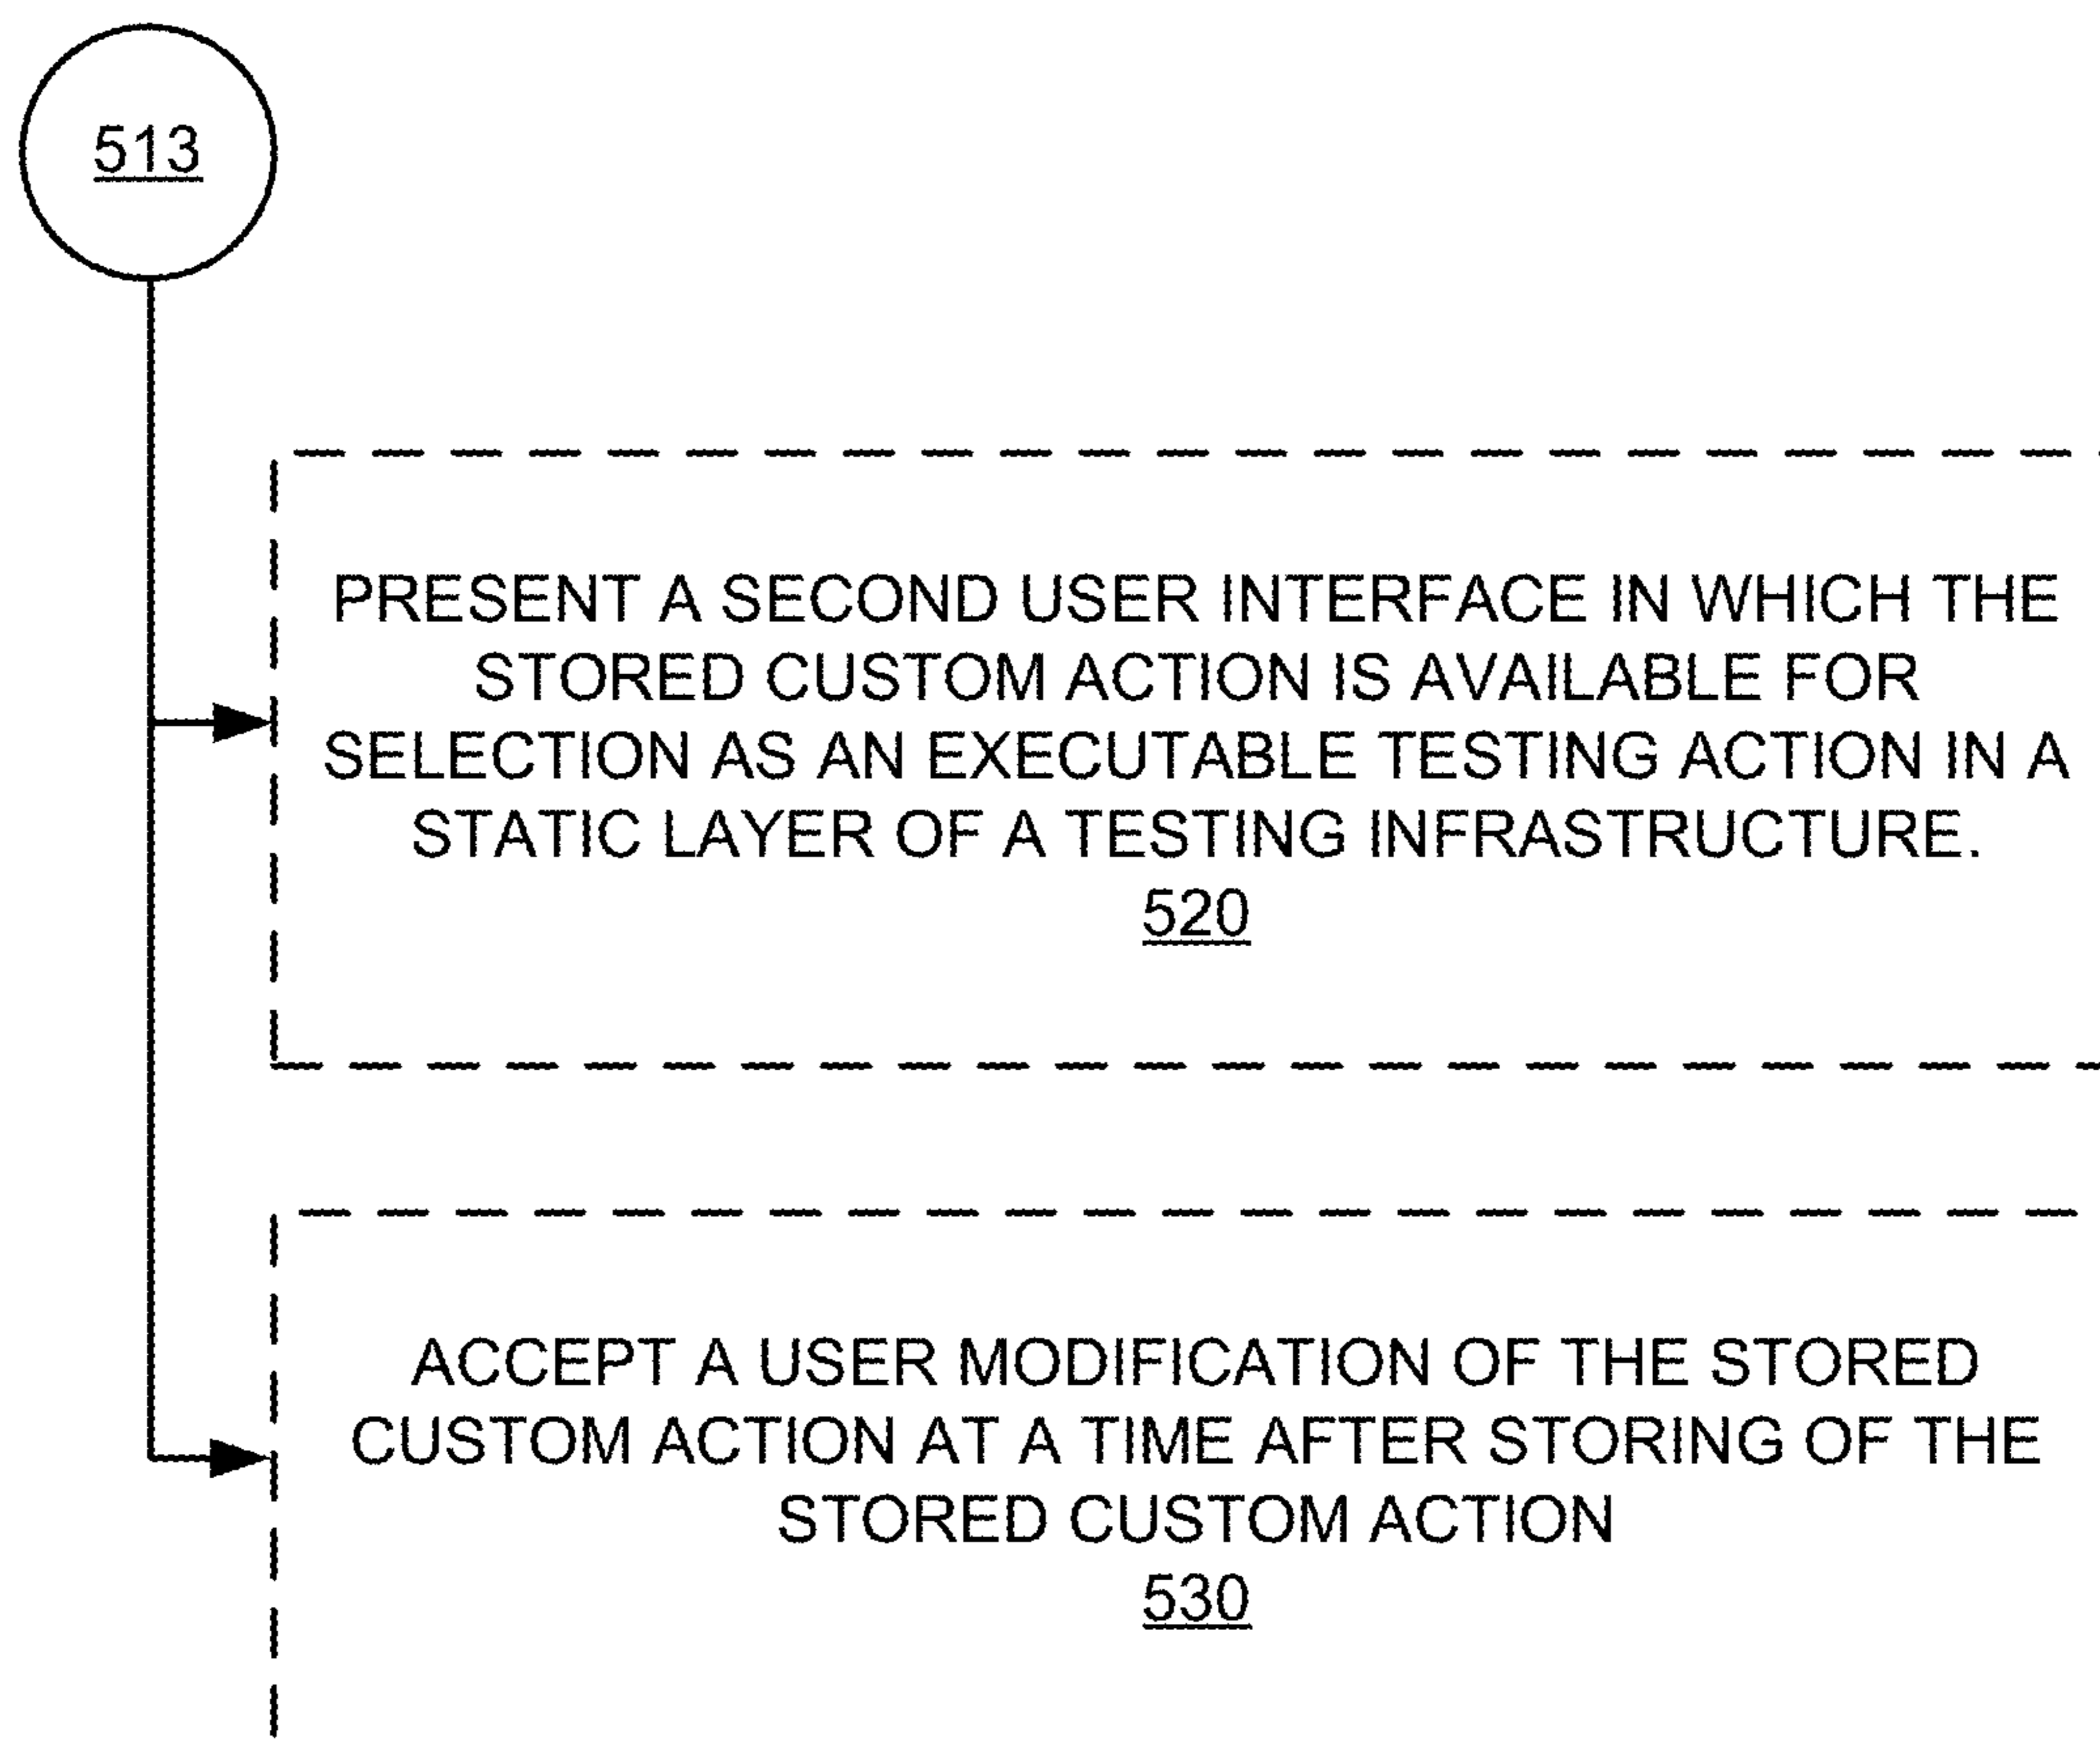 513
PRESENT A SECOND USER INTERFACE IN WHICH THE
STORED CUSTOM ACTION IS AVAILABLE FOR
SELECTION AS AN EXECUTABLE TESTING ACTION IN A
STATIC LAYER OF A TESTING INFRASTRUCTURE.
520
ACCEPT A USER MODIFICATION OF THE STORED
CUSTOM ACTION AT A TIME AFTER STORING OF THE
STORED CUSTOM ACTION
530